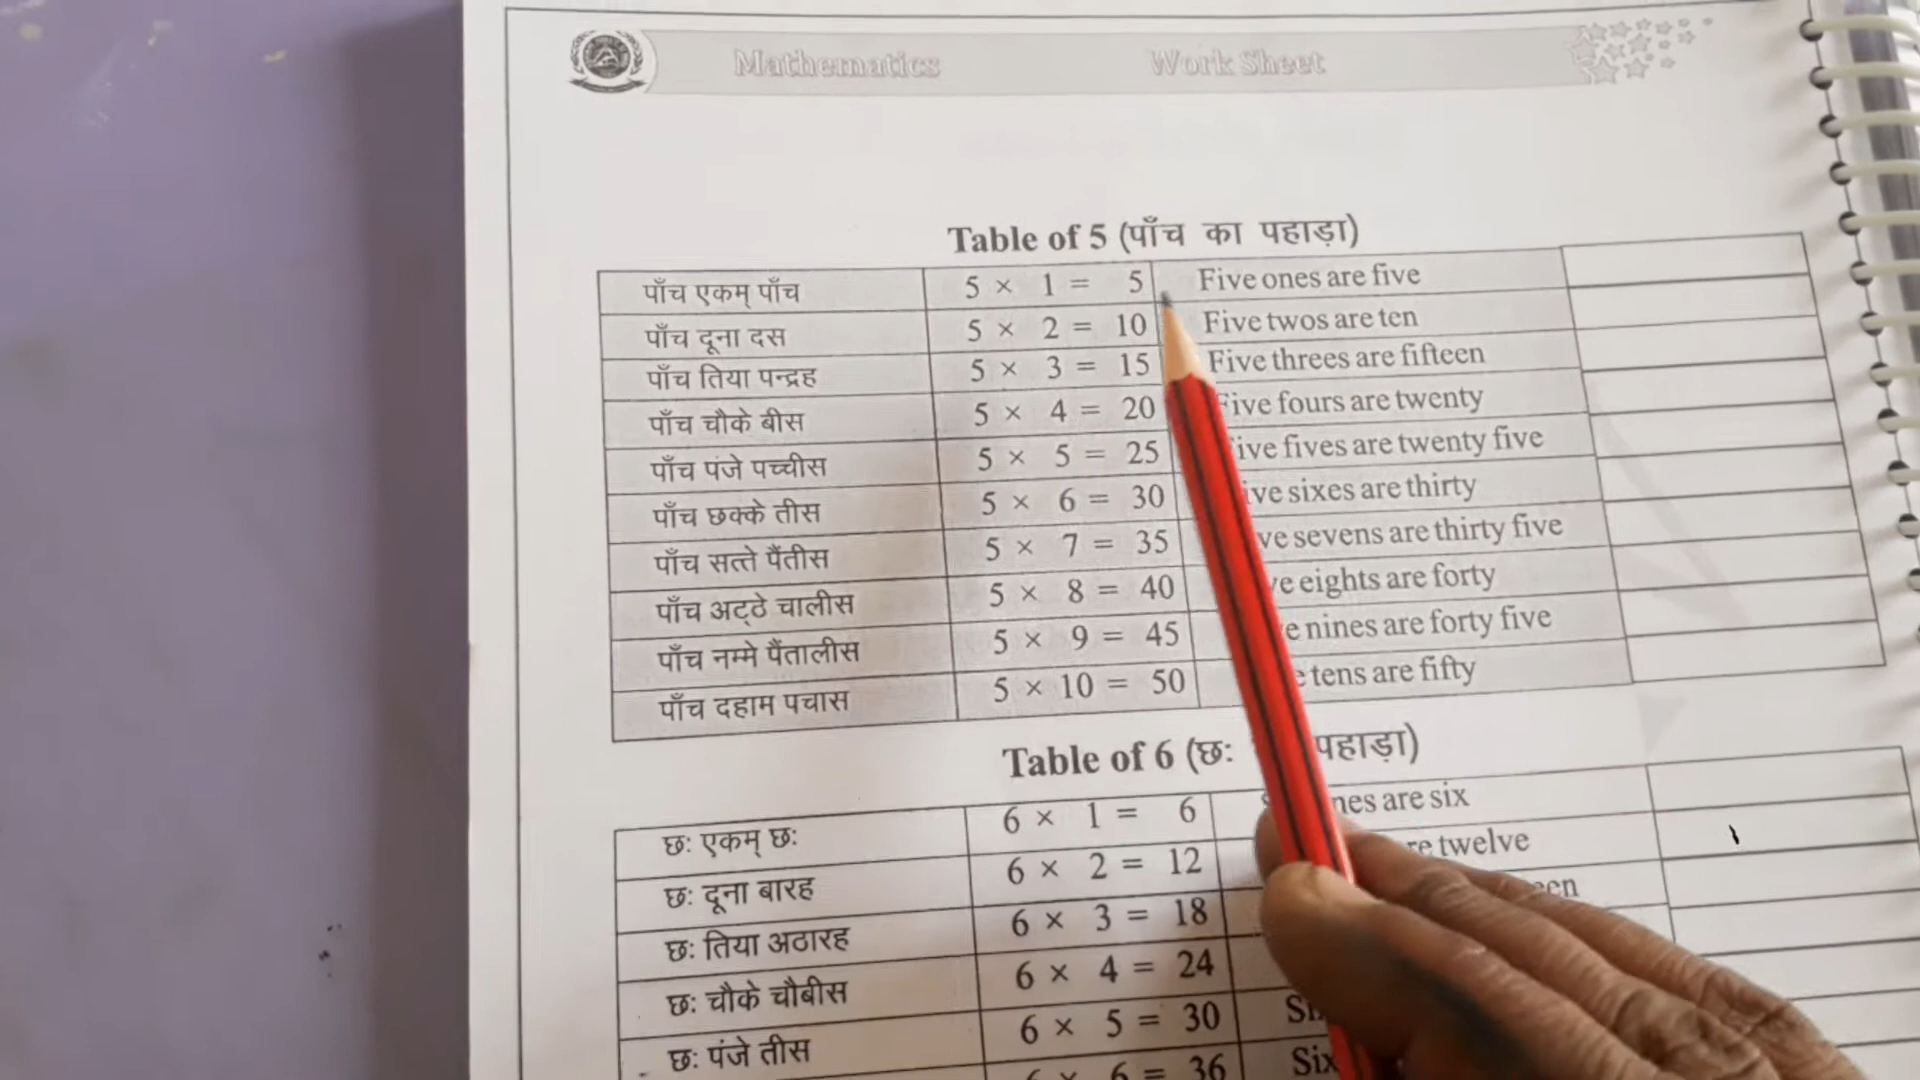 Mathematics Work Sheet
Table of 5 (पाँच का पहाड़ा)
पाँच एकम् पाँच 5 × 1 = 5 Five ones are five
पाँच दूना दस 5 × 2 = 10 Five twos are ten
पाँच तिया पन्द्रह 5 × 3 = 15 Five threes are fifteen
पाँच चौके बीस 5 × 4 = 20 fours are twenty
पाँच पंजे पच्चीस 5 × 5 = 25 fives are twenty five
पाँच छक्के तीस 5 × 6 = 30 sixes are thirty
पाँच सत्ते पैंतीस 5 × 7 = 35 sevens are thirty five
पाँच अट्ठे चालीस 5 × 8 = 40 eights are forty
पाँच नम्मे पैंतालीस 5 × 9 = 45 nines are forty five
पाँच दहाम पचास 5 × 10 = 50 tens are fifty
Table of 6 (छः पहाड़ा)
छः एकम् छः 6 × 1 = 6 are six
छः दूना बारह 6 × 2 = 12 twelve
छः तिया अठारह 6 × 3 = 18
छः चौके चौबीस 6 × 4 = 24
छः पंजे तीस 6 × 5 = 30
6 × 6 = 36 Six